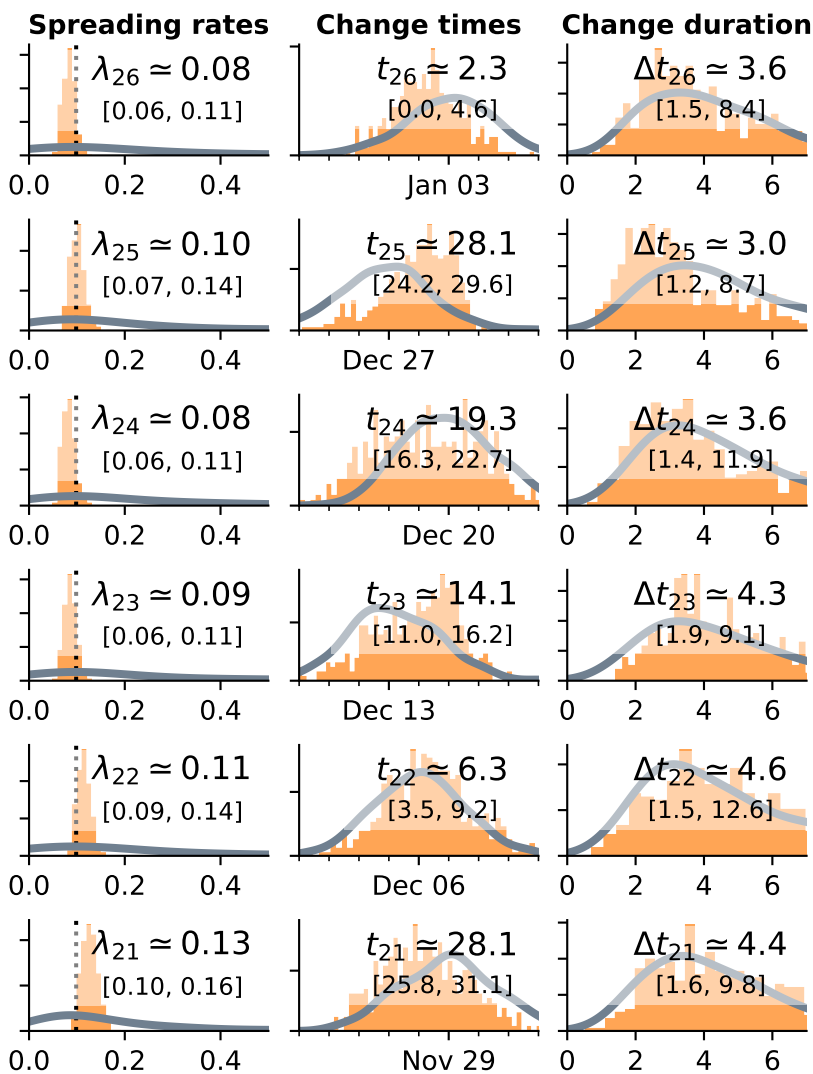 Spreading rates Change times Change duration
λ26 ≃ 0.08 t26 ≃ 2.3 Δt26 ≃ 3.6
[0.06, 0.11] [0.0, 4.6] [1.5, 8.4]
0.0 0.2 0.4 Jan 03 0 2 4 6
λ25 ≃ 0.10 t25 ≃ 28.1 Δt25 ≃ 3.0
[0.07, 0.14] [24.2, 29.6] [1.2, 8.7]
0.0 0.2 0.4 Dec 27 0 2 4 6
λ24 ≃ 0.08 t24 ≃ 19.3 Δt24 ≃ 3.6
[0.06, 0.11] [16.3, 22.7] [1.4, 11.9]
0.0 0.2 0.4 Dec 20 0 2 4 6
λ23 ≃ 0.09 t23 ≃ 14.1 Δt23 ≃ 4.3
[0.06, 0.11] [11.0, 16.2] [1.9, 9.1]
0.0 0.2 0.4 Dec 13 0 2 4 6
λ22 ≃ 0.11 t22 ≃ 6.3 Δt22 ≃ 4.6
[0.09, 0.14] [3.5, 9.2] [1.5, 12.6]
0.0 0.2 0.4 Dec 06 0 2 4 6
λ21 ≃ 0.13 t21 ≃ 28.1 Δt21 ≃ 4.4
[0.10, 0.16] [25.8, 31.1] [1.6, 9.8]
0.0 0.2 0.4 Nov 29 0 2 4 6